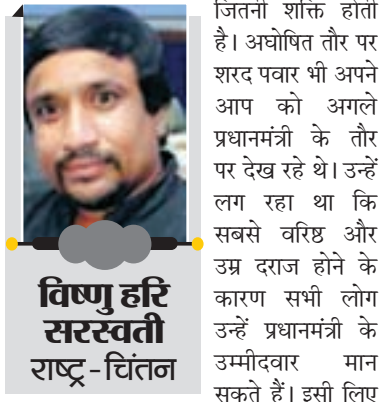 विष्णु हरि
सरस्वती
राष्ट्र-चिंतन
जितनी शक्ति होती
है। अघोषित तौर पर
शरद पवार भी अपने
आप को अगले
प्रधानमंत्री के तौर
पर देख रहे थे। उन्हें
लग रहा था कि
सबसे वरिष्ठ और
उम्र दराज होने के
कारण सभी लोग
उन्हें प्रधानमंत्री के
उम्मीदवार मान
सकते हैं। इसी लिए